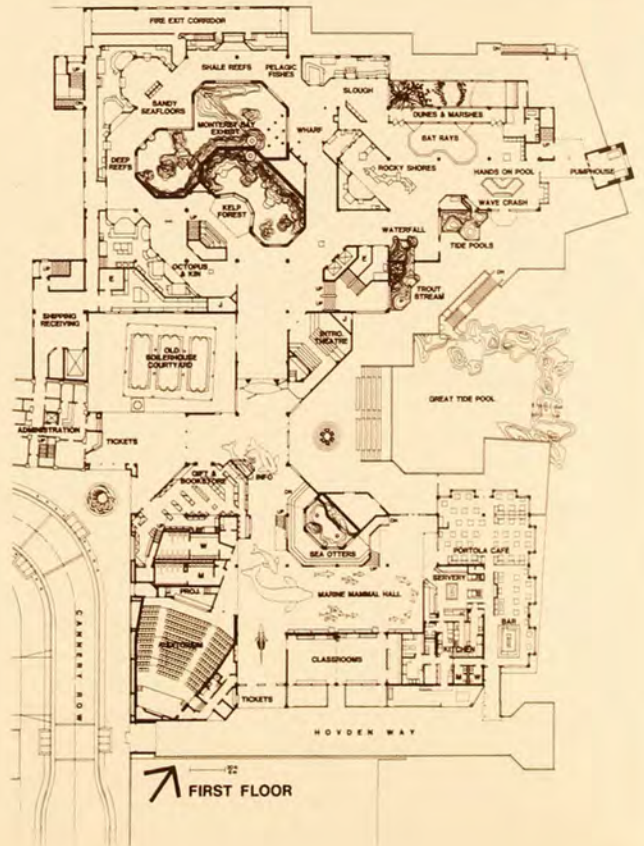 FIRE EXIT CORRIDOR
SHALE REEFS
PELAGIC
FISHES
SLOUGH
SANDY
SEAFLOORS
DUNES & MARSHES
MONTEREY BAY
EXHIBIT
WHARF
BAT RAYS
DEEP
REEFS
ROCKY SHORES
HANDS ON POOL
PUMPHOUSE
KELP
FOREST
WAVE CRASH
WATERFALL
TIDE POOLS
OCTOPUS
& KIN
E
E
TROUT
STREAM
SHIPPING
RECEIVING
J
INTRO.
THEATRE
OLD
BOILERHOUSE
COURTYARD
GREAT TIDE POOL
ADMINISTRATION
TICKETS
GIFT &
BOOKSTORE
INFO
PORTOLA CAFE
SEA OTTERS
W
M
SERVERY
PROJ
MARINE MAMMAL HALL
BAR
AUDITORIUM
KITCHEN
CLASSROOMS
CANNERY ROW
TICKETS
HOVDEN WAY
FIRST FLOOR